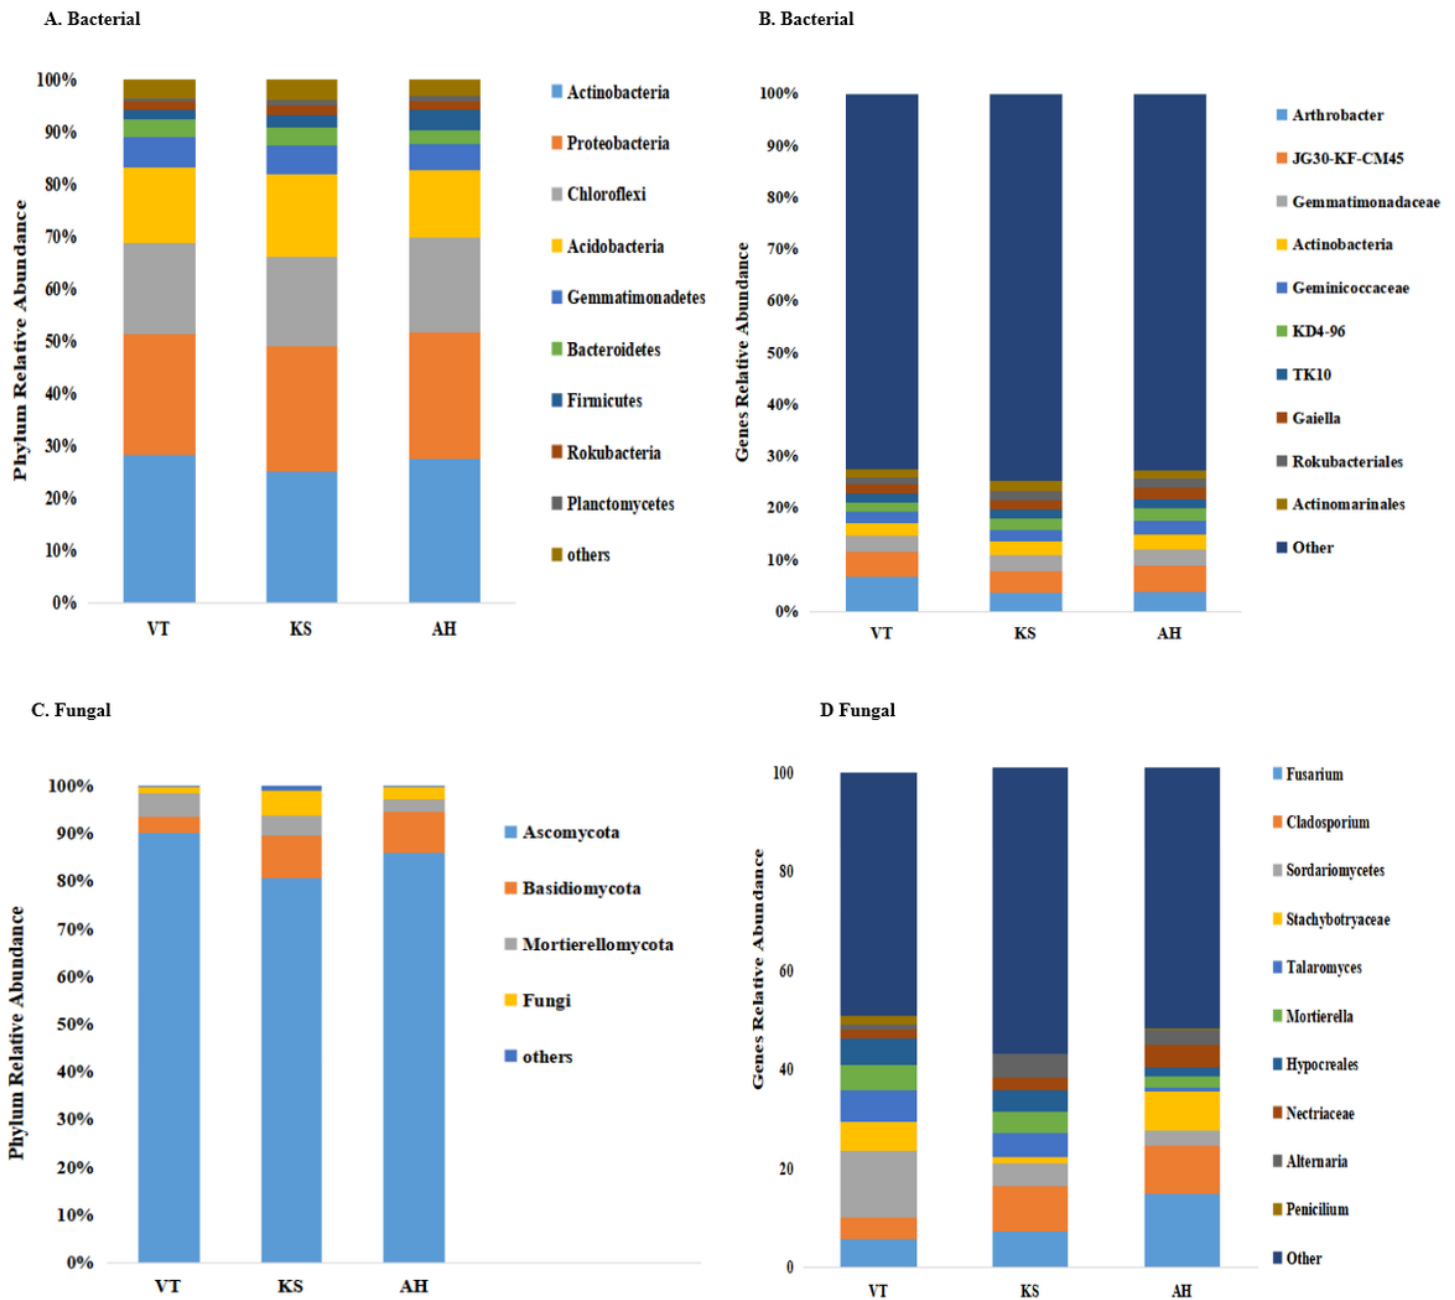 A. Bacterial
Phylum Relative Abundance
100%
90%
80%
70%
60%
50%
40%
30%
20%
10%
0%
VT KS AH
Actinobacteria
Proteobacteria
Chloroflexi
Acidobacteria
Gemmatimonadetes
Bacteroidetes
Firmicutes
Rokubacteria
Planctomycetes
others
B. Bacterial
Genes Relative Abundance
100%
90%
80%
70%
60%
50%
40%
30%
20%
10%
0%
VT KS AH
Arthrobacter
JG30-KF-CM45
Gemmatimonadaceae
Actinobacteria
Geminicoccaceae
KD4-96
TK10
Gaiella
Rokubacteriales
Actinomarinales
Other
C. Fungal
Phylum Relative Abundance
100%
90%
80%
70%
60%
50%
40%
30%
20%
10%
0%
VT KS AH
Ascomycota
Basidiomycota
Mortierellomycota
Fungi
others
D Fungal
Genes Relative Abundance
100
80
60
40
20
0
VT KS AH
Fusarium
Cladosporium
Sordariomycetes
Stachybotryaceae
Talaromyces
Mortierella
Hypocreales
Nectriaceae
Alternaria
Penicilium
Other